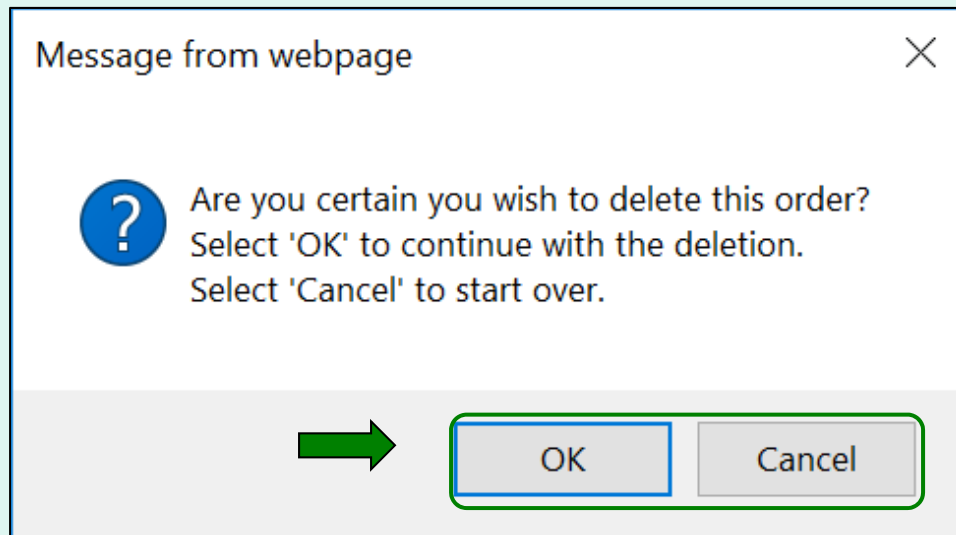 Message from webpage
?
Are you certain you wish to delete this order?
Select 'OK' to continue with the deletion.
Select 'Cancel' to start over.
OK
Cancel